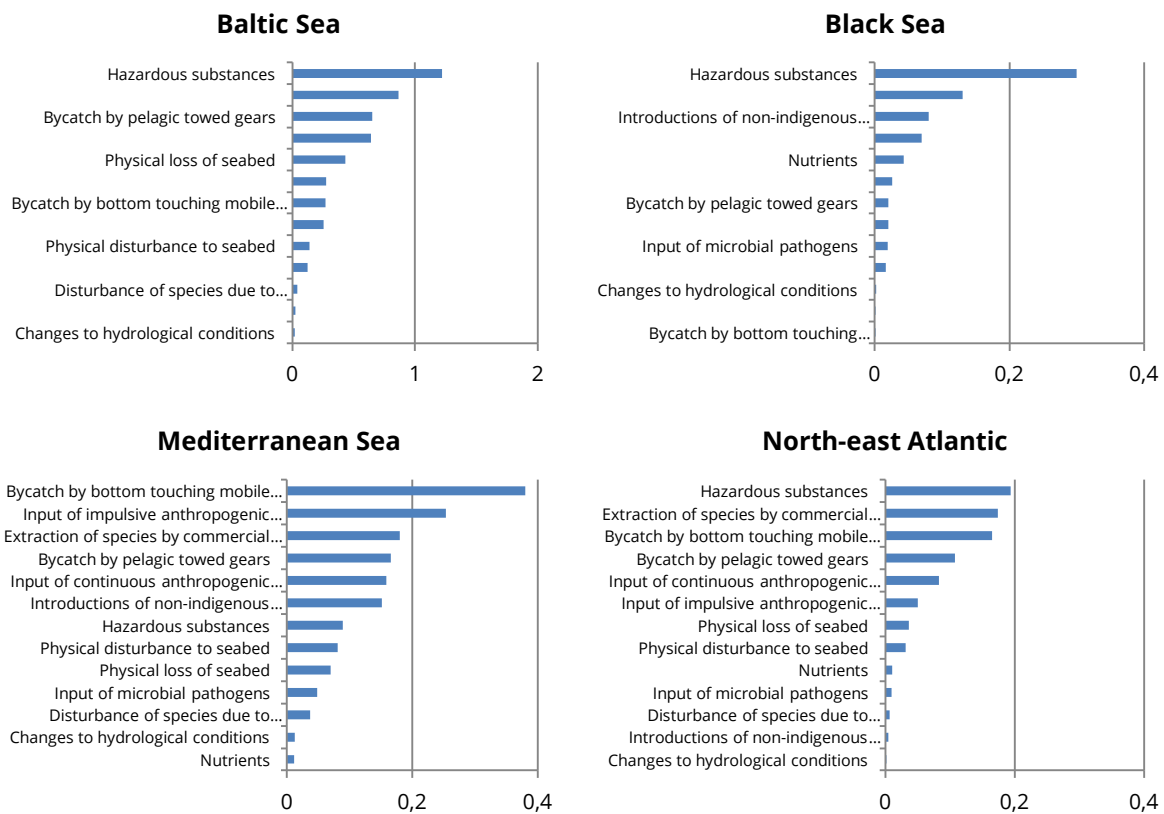 Baltic Sea
Hazardous substances
Bycatch by pelagic towed gears
Physical loss of seabed
Bycatch by bottom touching mobile...
Physical disturbance to seabed
Disturbance of species due to...
Changes to hydrological conditions
0 1 2
Black Sea
Hazardous substances
Introductions of non-indigenous...
Nutrients
Bycatch by pelagic towed gears
Input of microbial pathogens
Changes to hydrological conditions
Bycatch by bottom touching...
0 0,2 0,4
Mediterranean Sea
Bycatch by bottom touching mobile...
Input of impulsive anthropogenic...
Extraction of species by commercial...
Bycatch by pelagic towed gears
Input of continuous anthropogenic...
Introductions of non-indigenous...
Hazardous substances
Physical disturbance to seabed
Physical loss of seabed
Input of microbial pathogens
Disturbance of species due to...
Changes to hydrological conditions
Nutrients
0 0,2 0,4
North-east Atlantic
Hazardous substances
Extraction of species by commercial...
Bycatch by bottom touching mobile...
Bycatch by pelagic towed gears
Input of continuous anthropogenic...
Input of impulsive anthropogenic...
Physical loss of seabed
Physical disturbance to seabed
Nutrients
Input of microbial pathogens
Disturbance of species due to...
Introductions of non-indigenous...
Changes to hydrological conditions
0 0,2 0,4